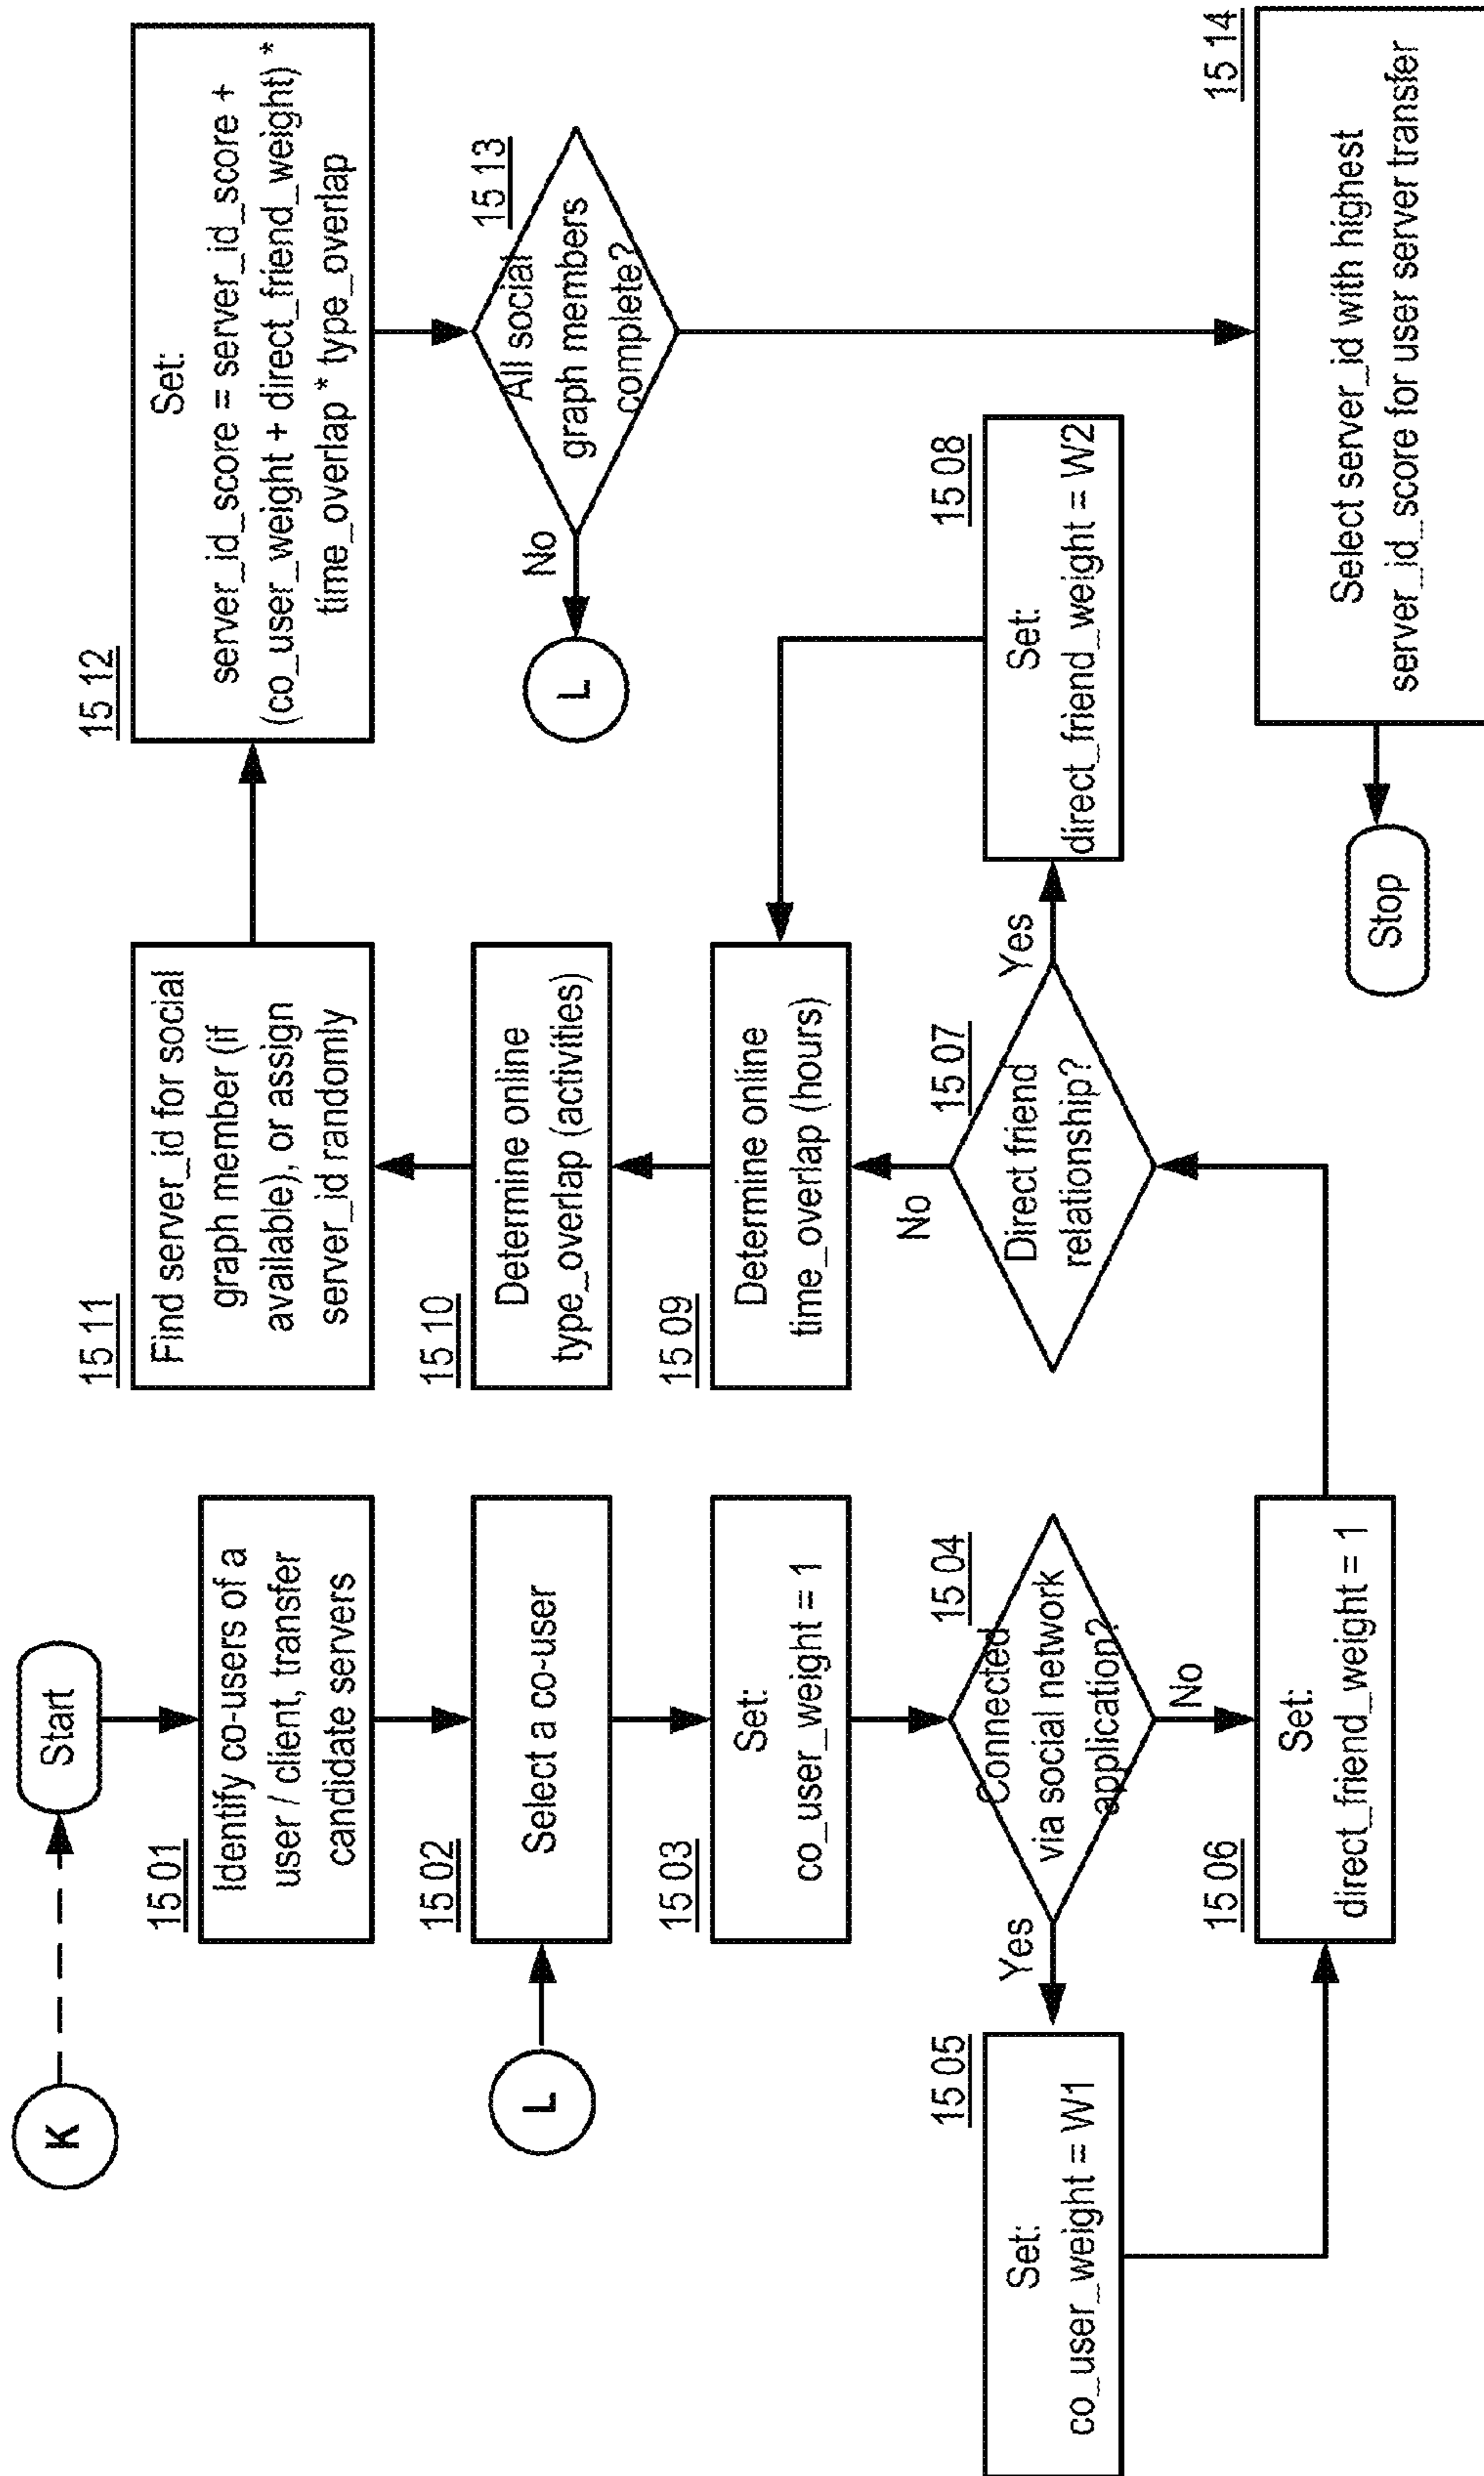 K
Start
15 01
Identify co-users of a
user / client, transfer
candidate servers
15 02
Select a co-user
L
15 03
Set:
co_user_weight = 1
15 04
Connected
via social network
application?
Yes
No
15 05
Set:
co_user_weight = W1
15 06
Set:
direct_friend_weight = 1
15 07
Direct friend
relationship?
Yes
No
15 08
Set:
direct_friend_weight = W2
15 09
Determine online
time_overlap (hours)
15 10
Determine online
type_overlap (activities)
15 11
Find server_id for social
graph member (if
available), or assign
server_id randomly
15 12
Set:
server_id_score = server_id_score +
(co_user_weight + direct_friend_weight) *
time_overlap * type_overlap
15 13
All social
graph members
complete?
No
L
15 14
Select server_id with highest
server_id_score for user server transfer
Stop